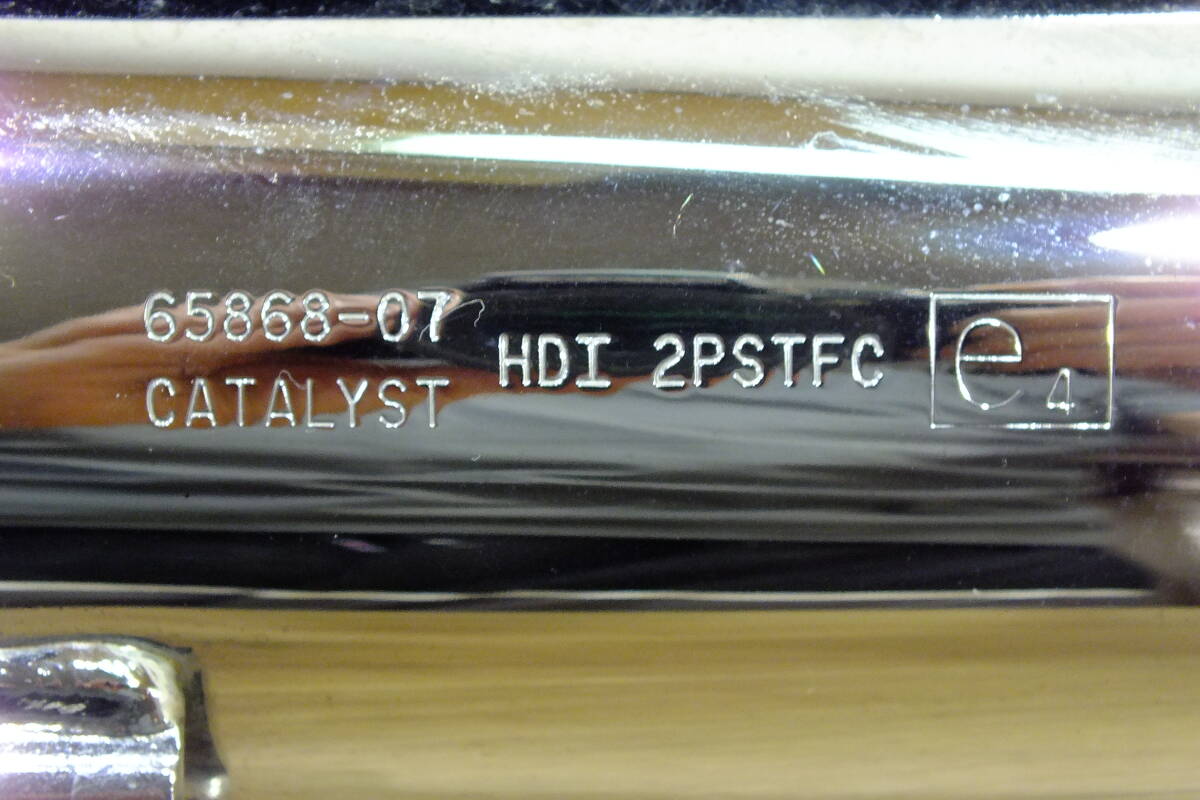 65868-07
CATALYST
HDI 2PSTFC
e4